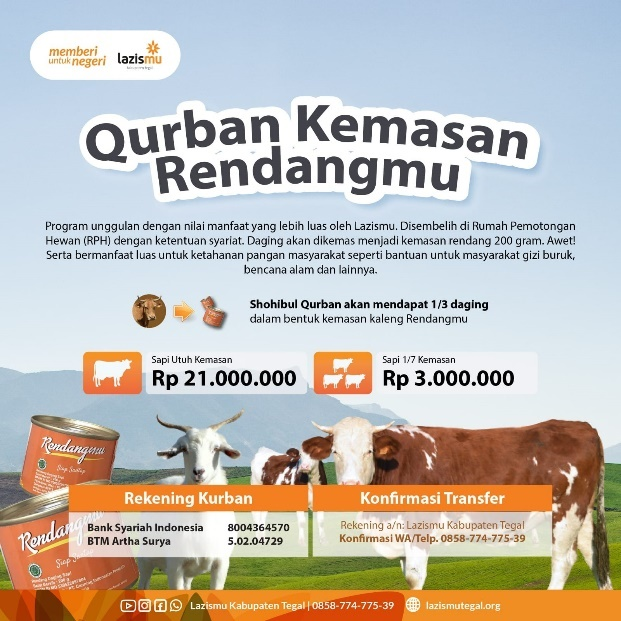 memberi
untuk negeri
lazismu
kabupaten tegal
Qurban Kemasan
Rendangmu
Program unggulan dengan nilai manfaat yang lebih luas oleh Lazismu. Disembelih di Rumah Pemotongan
Hewan (RPH) dengan ketentuan syariat. Daging akan dikemas menjadi kemasan rendang 200 gram. Awet!
Serta bermanfaat luas untuk ketahanan pangan masyarakat seperti bantuan untuk masyarakat gizi buruk,
bencana alam dan lainnya.
Shohibul Qurban akan mendapat 1/3 daging
dalam bentuk kemasan kaleng Rendangmu
Sapi Utuh Kemasan
Rp 21.000.000
Sapi 1/7 Kemasan
Rp 3.000.000
Rendangmu
Siap Santap
Rendangmu
Siap Santap
Rekening Kurban
Bank Syariah Indonesia 8004364570
BTM Artha Surya 5.02.04729
Konfirmasi Transfer
Rekening a/n: Lazismu Kabupaten Tegal
Konfirmasi WA/Telp. 0858-774-775-39
Lazismu Kabupaten Tegal | 0858-774-775-39
lazismutegal.org